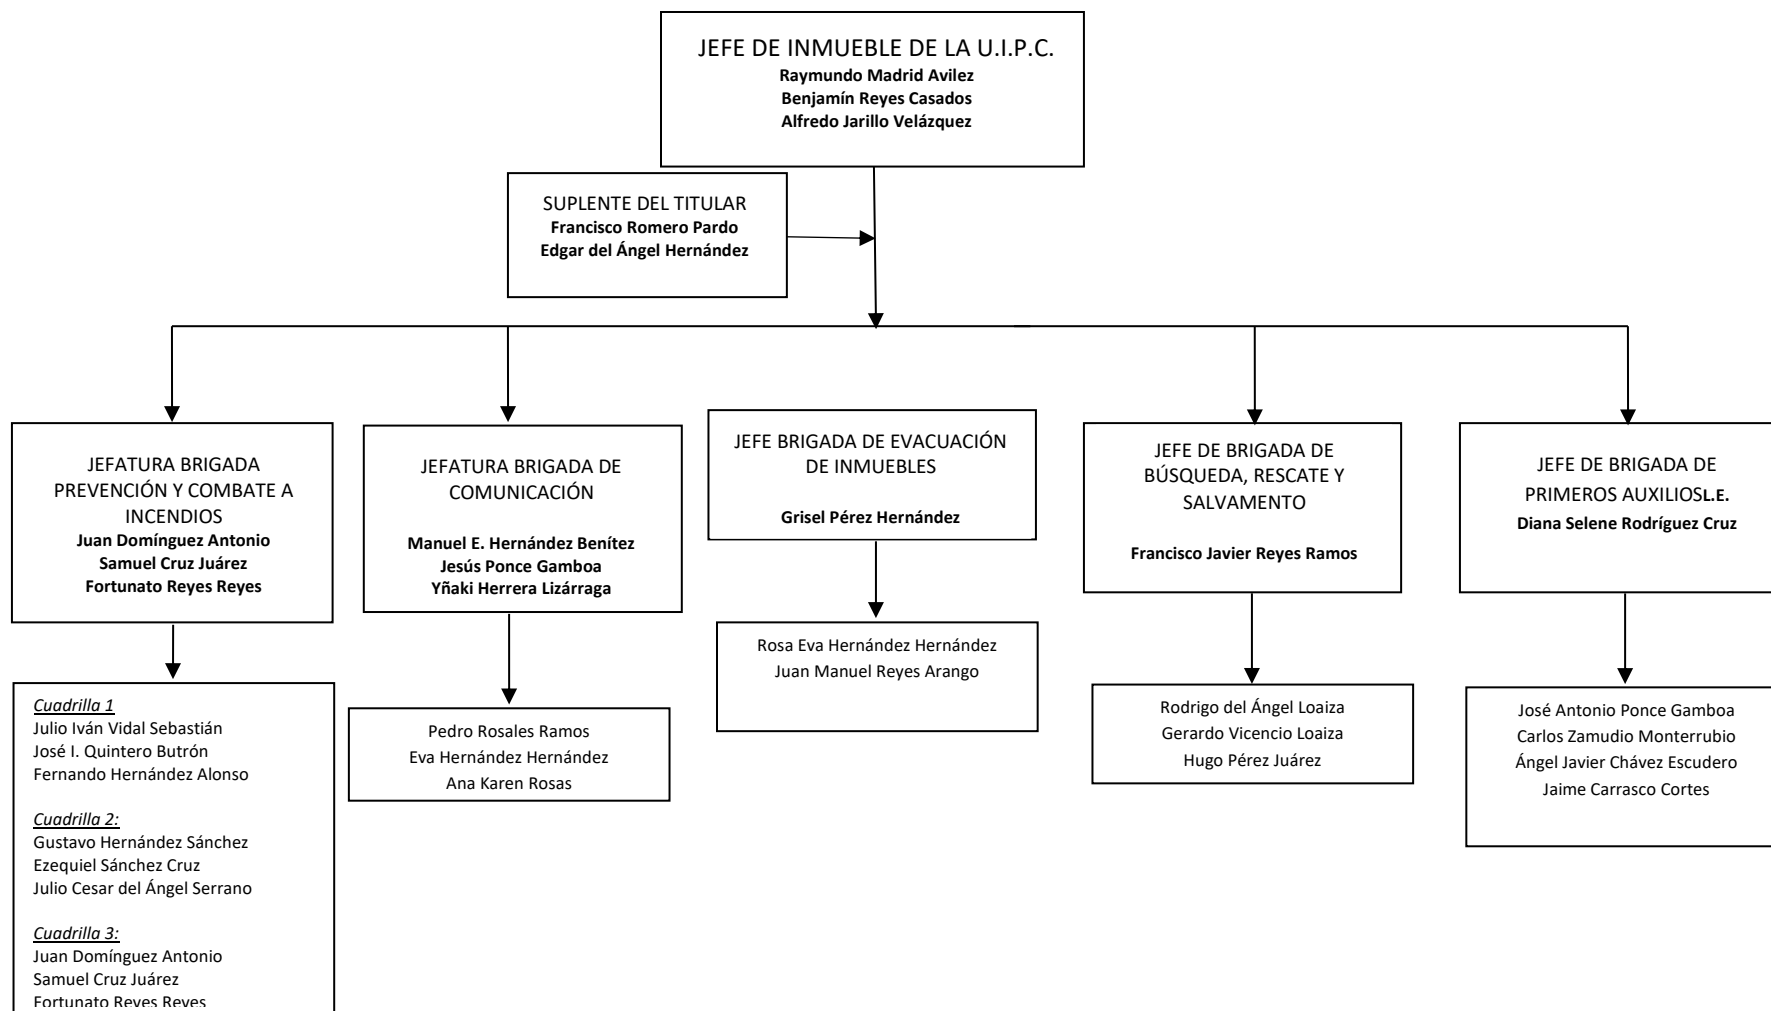 JEFE DE INMUEBLE DE LA U.I.P.C.
Raymundo Madrid Avilez
Benjamín Reyes Casados
Alfredo Jarillo Velázquez
SUPLENTE DEL TITULAR
Francisco Romero Pardo
Edgar del Ángel Hernández
JEFATURA BRIGADA
PREVENCIÓN Y COMBATE A
INCENDIOS
Juan Domínguez Antonio
Samuel Cruz Juárez
Fortunato Reyes Reyes
JEFATURA BRIGADA DE
COMUNICACIÓN
Manuel E. Hernández Benítez
Jesús Ponce Gamboa
Yñaki Herrera Lizárraga
JEFE BRIGADA DE EVACUACIÓN
DE INMUEBLES
Grisel Pérez Hernández
JEFE DE BRIGADA DE
BÚSQUEDA, RESCATE Y
SALVAMENTO
Francisco Javier Reyes Ramos
JEFE DE BRIGADA DE
PRIMEROS AUXILIOSL.E.
Diana Selene Rodríguez Cruz
Cuadrilla 1
Julio Iván Vidal Sebastián
José I. Quintero Butrón
Fernando Hernández Alonso
Cuadrilla 2:
Gustavo Hernández Sánchez
Ezequiel Sánchez Cruz
Julio Cesar del Ángel Serrano
Cuadrilla 3:
Juan Domínguez Antonio
Samuel Cruz Juárez
Fortunato Reyes Reyes
Pedro Rosales Ramos
Eva Hernández Hernández
Ana Karen Rosas
Rosa Eva Hernández Hernández
Juan Manuel Reyes Arango
Rodrigo del Ángel Loaiza
Gerardo Vicencio Loaiza
Hugo Pérez Juárez
José Antonio Ponce Gamboa
Carlos Zamudio Monterrubio
Ángel Javier Chávez Escudero
Jaime Carrasco Cortes